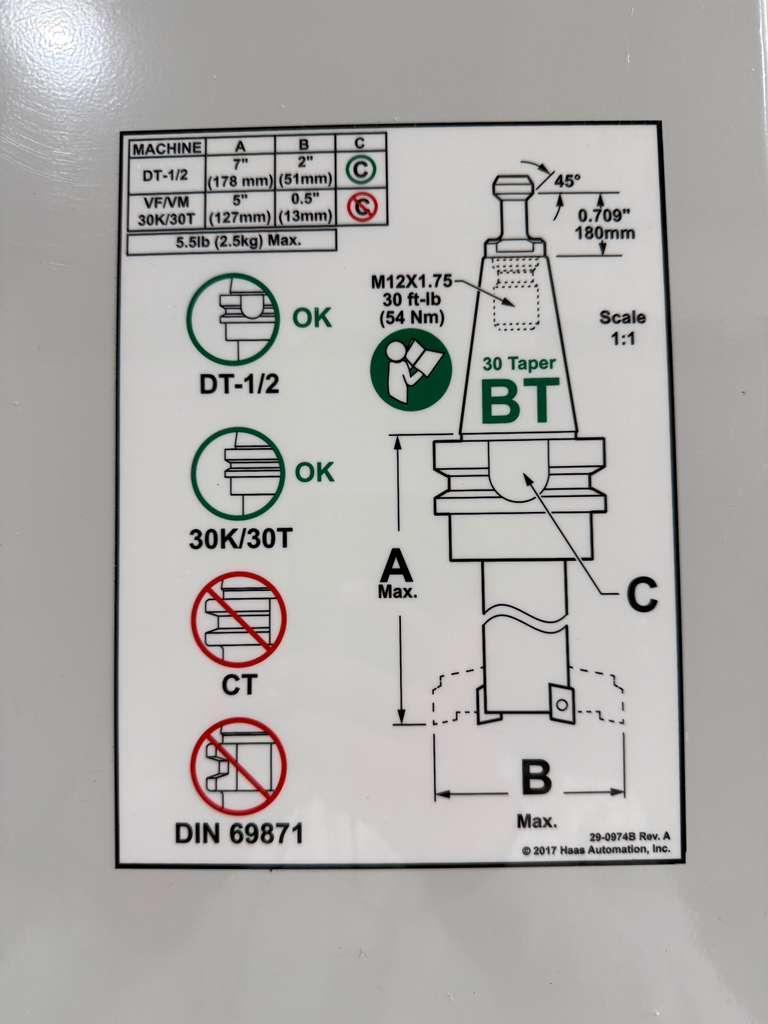 MACHINE A B C
DT-1/2 7" (178 mm) 2" (51mm) C
VF/VM 30K/30T 5" (127mm) 0.5" (13mm) C
5.5lb (2.5kg) Max.
45°
0.709"
180mm
M12X1.75
30 ft-lb
(54 Nm)
Scale
1:1
OK
DT-1/2
30 Taper
BT
OK
30K/30T
A
Max.
C
CT
B
Max.
DIN 69871
29-0974B Rev. A
© 2017 Haas Automation, Inc.